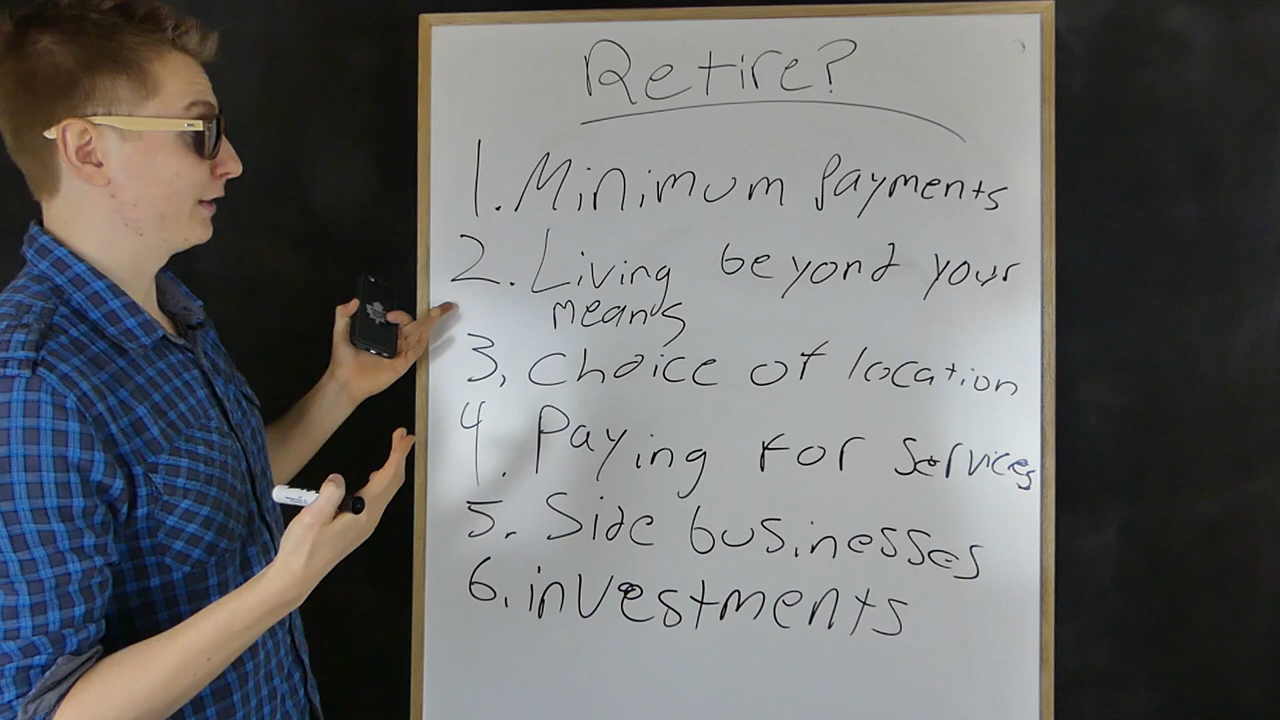 Retire?
1. Minimum Payments
2. Living beyond your
means
3, Choice of location
4. Paying for services
5. Side businesses
6. investments